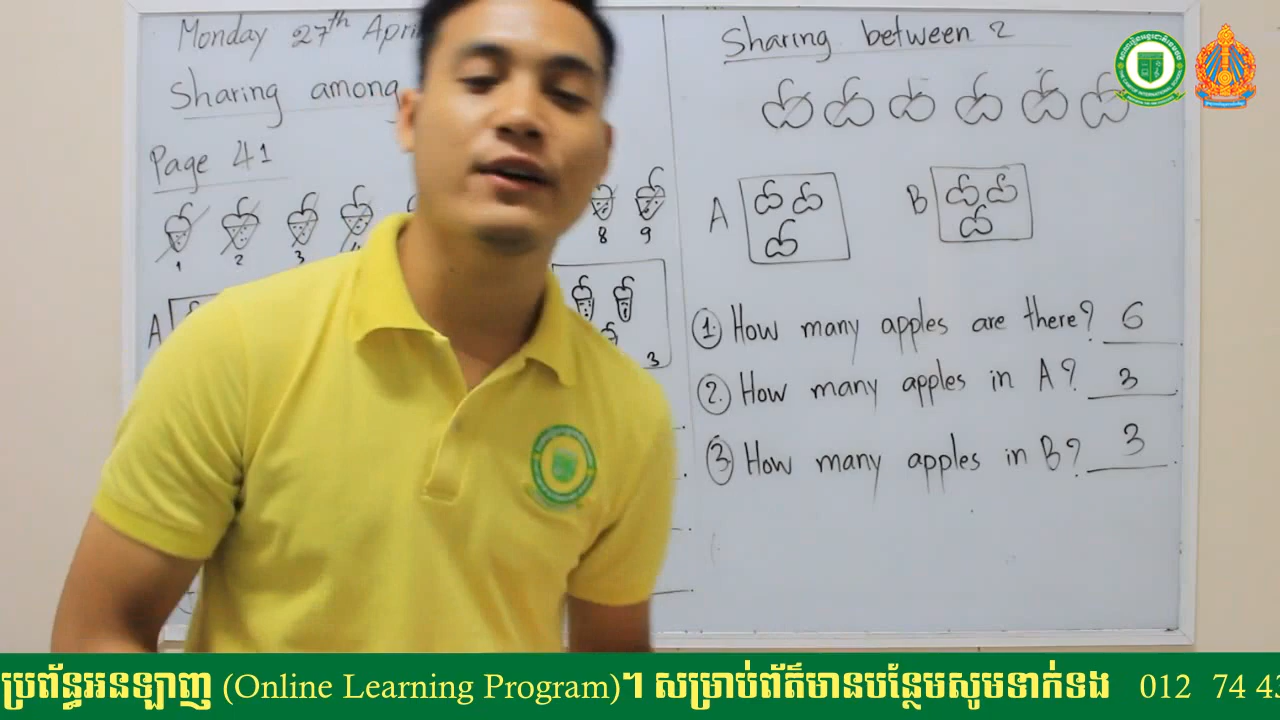 Monday 27th April
Sharing among
Page 41
1 2 3 8 9
A
3
Sharing between 2
A B
1. How many apples are there? 6
2. How many apples in A? 3
3. How many apples in B? 3
ប្រព័ន្ធអនឡាញ (Online Learning Program)។ សម្រាប់ព័ត៌មានបន្ថែមសូមទាក់ទង 012 74 43